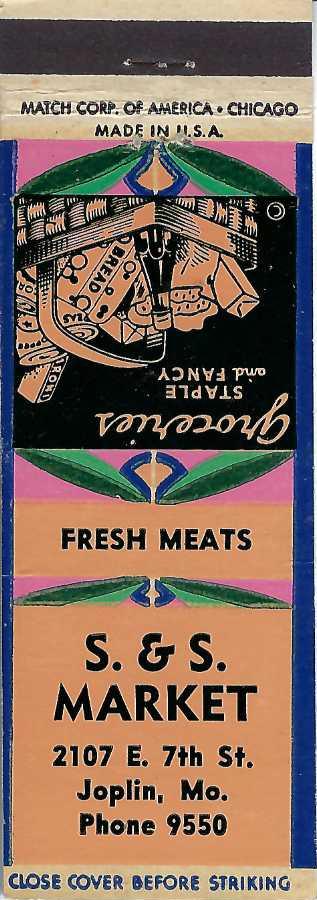 MATCH CORP. OF AMERICA • CHICAGO
MADE IN U.S.A.
Groceries
STAPLE
and FANCY
BREAD
©
FRESH MEATS
S. & S.
MARKET
2107 E. 7th St.
Joplin, Mo.
Phone 9550
CLOSE COVER BEFORE STRIKING